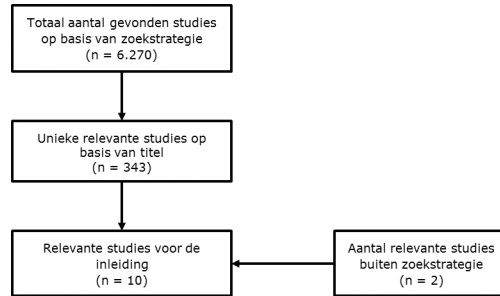 Totaal aantal gevonden studies
op basis van zoekstrategie
(n = 6.270)
Unieke relevante studies op
basis van titel
(n = 343)
Relevante studies voor de
inleiding
(n = 10)
Aantal relevante studies
buiten zoekstrategie
(n = 2)